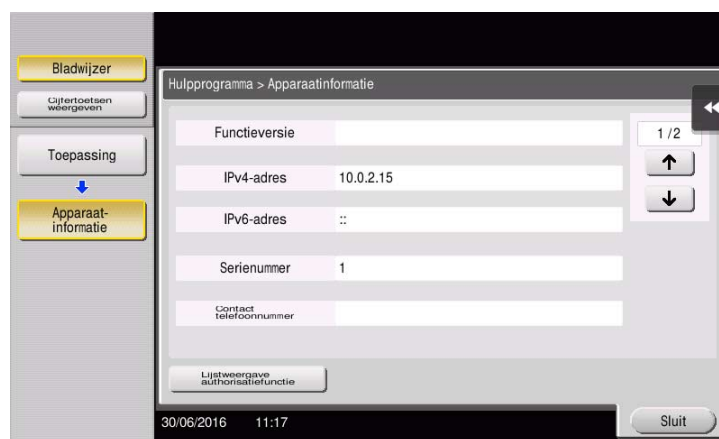 Bladwijzer
Cijfertoetsen
weergeven
Toepassing
Apparaat-
informatie
Hulpprogramma > Apparaatinformatie
Functieversie
1 / 2
IPv4-adres 10.0.2.15
IPv6-adres ::
Serienummer 1
Contact
telefoonnummer
Lijstweergave
authorisatiefunctie
30/06/2016 11:17
Sluit